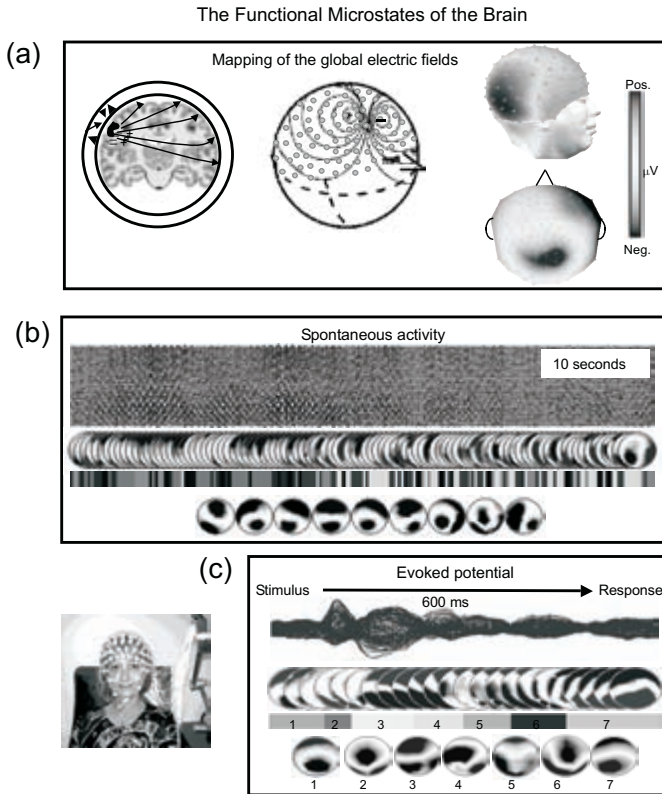 The Functional Microstates of the Brain
(a)
Mapping of the global electric fields
Pos.
µV
Neg.
(b)
Spontaneous activity
10 seconds
(c)
Evoked potential
Stimulus
Response
600 ms
1 2 3 4 5 6 7
1 2 3 4 5 6 7